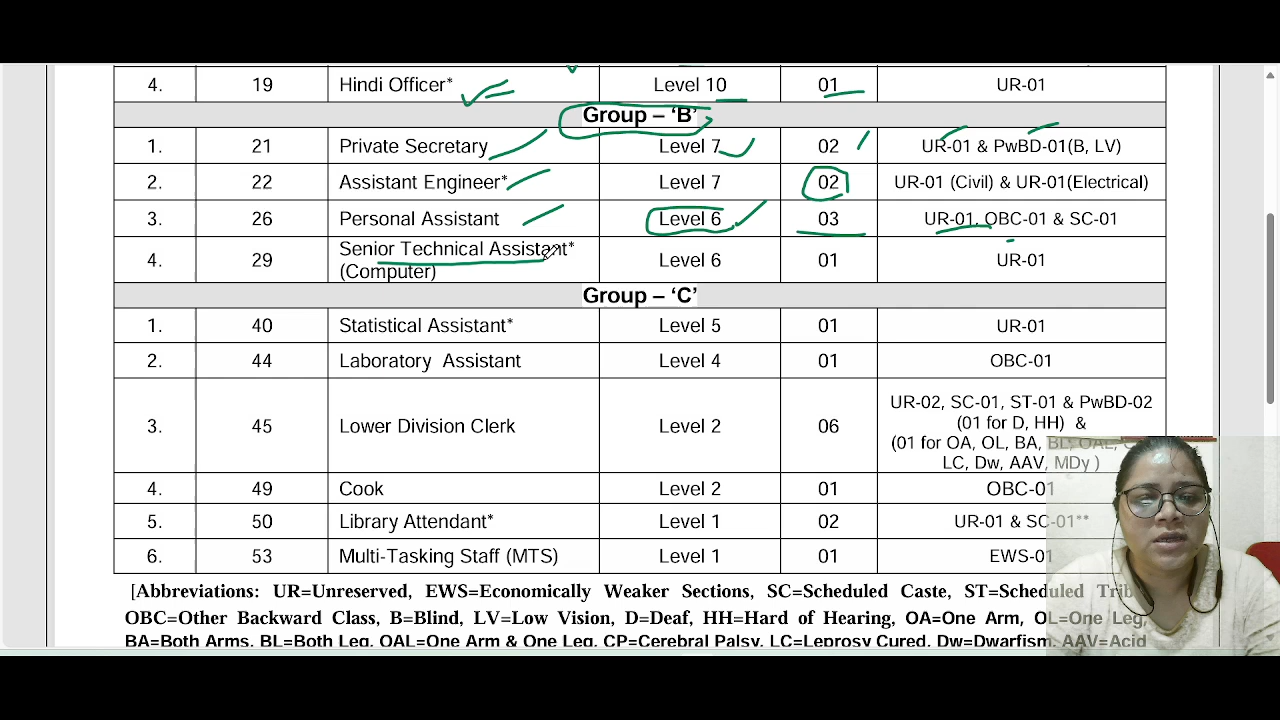 4. 19 Hindi Officer* Level 10 01 UR-01
Group – ‘B’
1. 21 Private Secretary Level 7 02 UR-01 & PwBD-01(B, LV)
2. 22 Assistant Engineer* Level 7 02 UR-01 (Civil) & UR-01(Electrical)
3. 26 Personal Assistant Level 6 03 UR-01, OBC-01 & SC-01
4. 29 Senior Technical Assistant* Level 6 01 UR-01
(Computer)
Group – ‘C’
1. 40 Statistical Assistant* Level 5 01 UR-01
2. 44 Laboratory Assistant Level 4 01 OBC-01
3. 45 Lower Division Clerk Level 2 06 UR-02, SC-01, ST-01 & PwBD-02
(01 for D, HH) &
(01 for OA, OL, BA, BL, OAL,
LC, Dw, AAV, MDy )
4. 49 Cook Level 2 01 OBC-01
5. 50 Library Attendant* Level 1 02 UR-01 & SC-01**
6. 53 Multi-Tasking Staff (MTS) Level 1 01 EWS-01
[Abbreviations: UR=Unreserved, EWS=Economically Weaker Sections, SC=Scheduled Caste, ST=Scheduled
OBC=Other Backward Class, B=Blind, LV=Low Vision, D=Deaf, HH=Hard of Hearing, OA=One Arm, OL=One Leg,
BA=Both Arms, BL=Both Leg, OAL=One Arm & One Leg, CP=Cerebral Palsy, LC=Leprosy Cured, Dw=Dwarfism, AAV=Acid